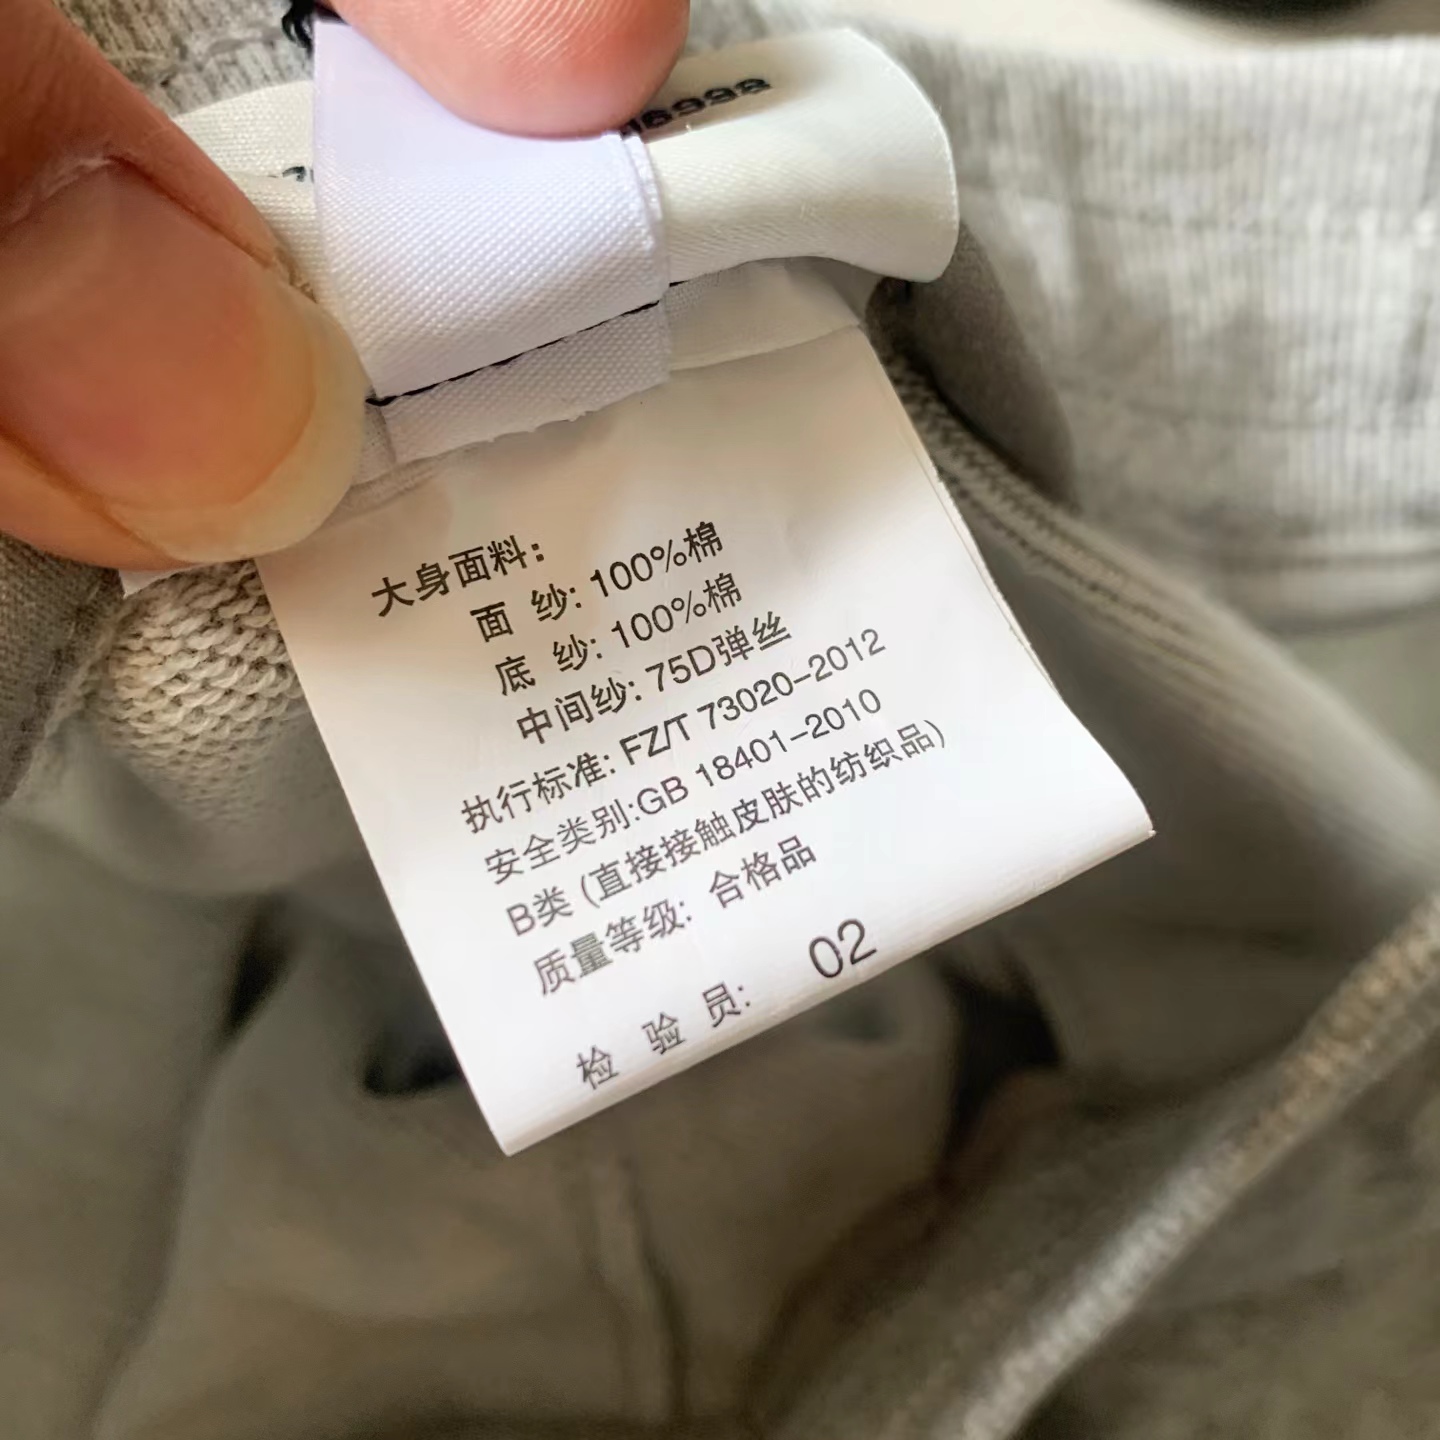 大身面料：
面 纱: 100%棉
底 纱: 100%棉
中间纱: 75D弹丝
执行标准: FZ/T 73020-2012
安全类别:GB 18401-2010
B类 (直接接触皮肤的纺织品)
质量等级: 合格品
检 验 员: 02